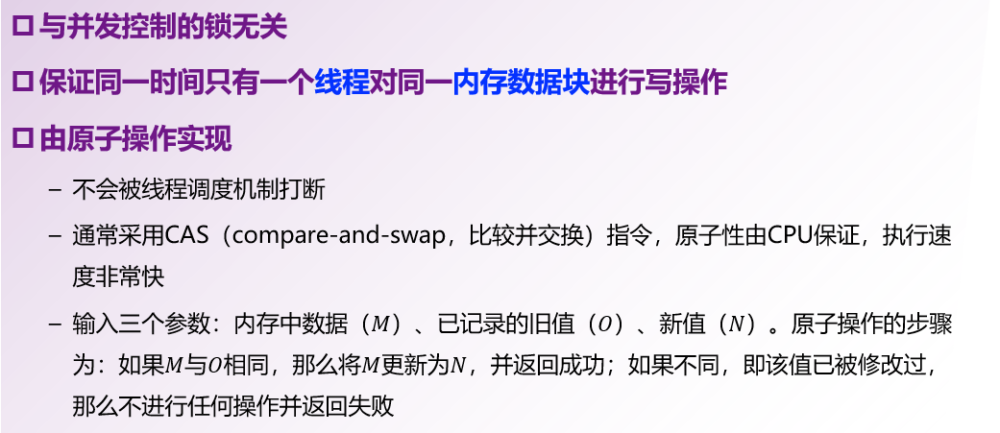 与并发控制的锁无关
保证同一时间只有一个线程对同一内存数据块进行写操作
由原子操作实现
– 不会被线程调度机制打断
– 通常采用CAS（compare-and-swap，比较并交换）指令，原子性由CPU保证，执行速
度非常快
– 输入三个参数：内存中数据（M）、已记录的旧值（O）、新值（N）。原子操作的步骤
为：如果M与O相同，那么将M更新为N，并返回成功；如果不同，即该值已被修改过，
那么不进行任何操作并返回失败